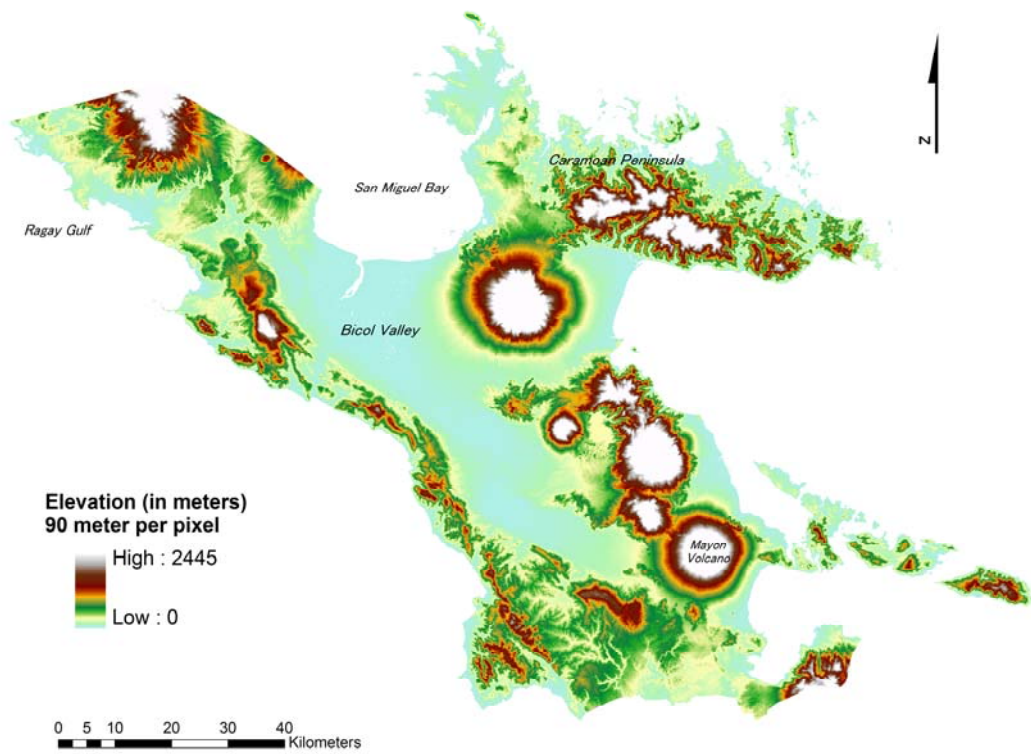 N
Caramoan Peninsula
San Miguel Bay
Ragay Gulf
Bicol Valley
Elevation (in meters)
90 meter per pixel
High : 2445
Low : 0
Mayon
Volcano
0 5 10 20 30 40
Kilometers